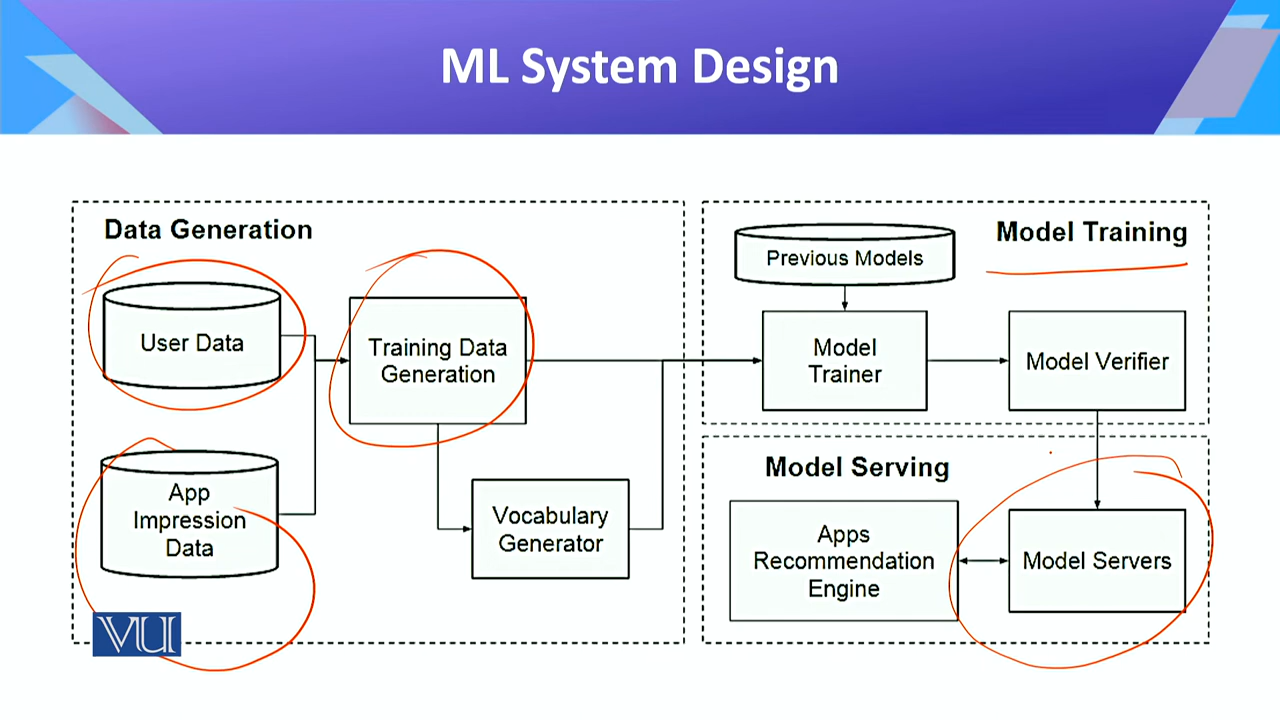 ML System Design
Data Generation
User Data
App
Impression
Data
Training Data
Generation
Vocabulary
Generator
Model Training
Previous Models
Model
Trainer
Model Verifier
Model Serving
Apps
Recommendation
Engine
Model Servers
VU